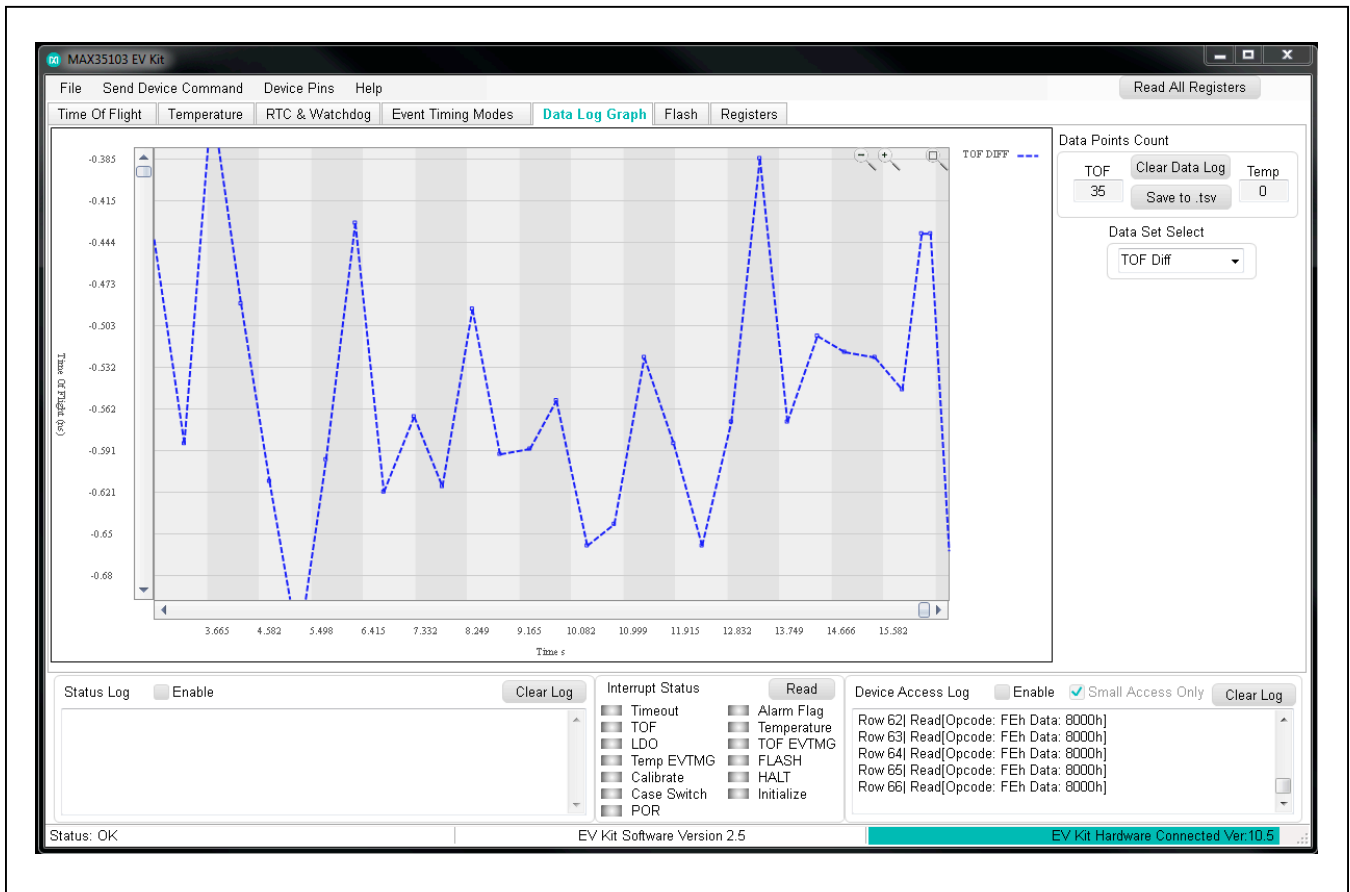 MAX35103 EV Kit
File Send Device Command Device Pins Help Read All Registers
Time Of Flight Temperature RTC & Watchdog Event Timing Modes Data Log Graph Flash Registers
TOF DIFF
Time Of Flight (ns)
-0.385
-0.415
-0.444
-0.473
-0.503
-0.532
-0.562
-0.591
-0.621
-0.65
-0.68
3.665 4.582 5.498 6.415 7.332 8.249 9.165 10.082 10.999 11.915 12.832 13.749 14.666 15.582
Time s
Data Points Count
TOF Clear Data Log Temp
35 Save to .tsv 0
Data Set Select
TOF Diff
Status Log Enable Clear Log
Interrupt Status Read
Timeout Alarm Flag
TOF Temperature
LDO TOF EVTMG
Temp EVTMG FLASH
Calibrate HALT
Case Switch Initialize
POR
Device Access Log Enable Small Access Only Clear Log
Row 62| Read[Opcode: FEh Data: 8000h]
Row 63| Read[Opcode: FEh Data: 8000h]
Row 64| Read[Opcode: FEh Data: 8000h]
Row 65| Read[Opcode: FEh Data: 8000h]
Row 66| Read[Opcode: FEh Data: 8000h]
Status: OK EV Kit Software Version 2.5 EV Kit Hardware Connected Ver:10.5